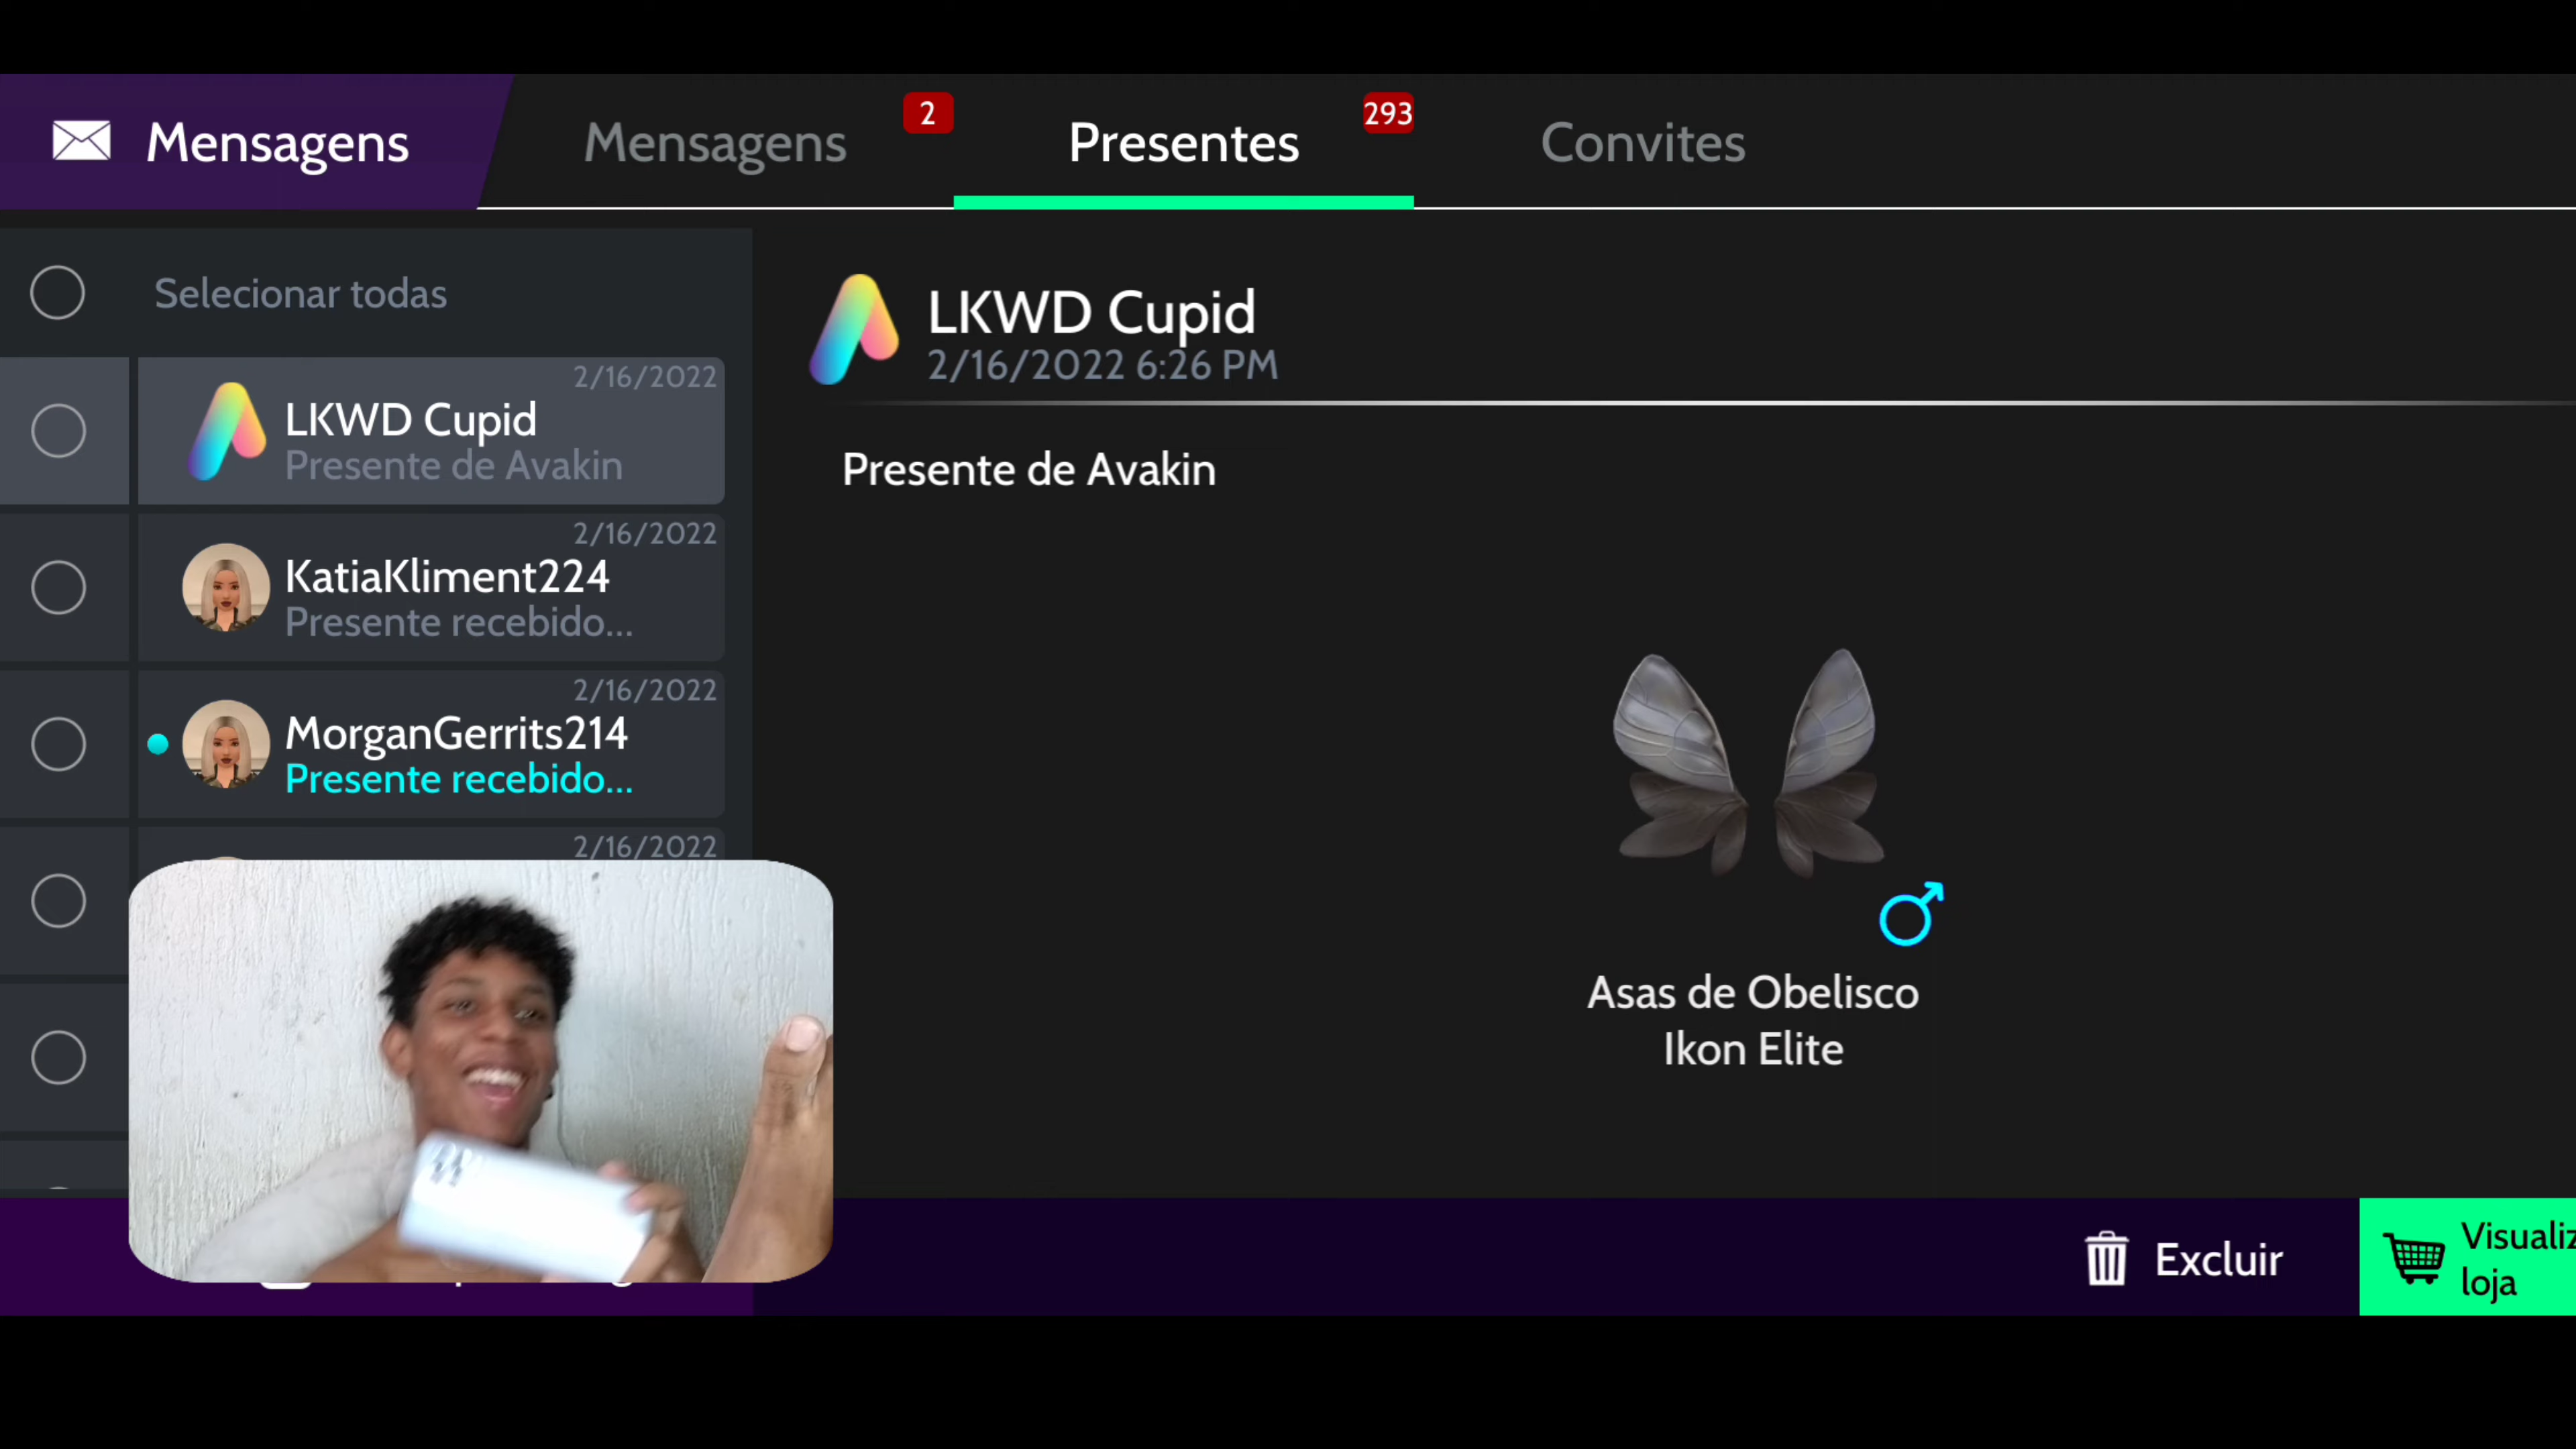 Mensagens
Mensagens
2
Presentes
293
Convites
Selecionar todas
2/16/2022
LKWD Cupid
Presente de Avakin
2/16/2022
KatiaKliment224
Presente recebido...
2/16/2022
MorganGerrits214
Presente recebido...
2/16/2022
LKWD Cupid
2/16/2022 6:26 PM
Presente de Avakin
Asas de Obelisco
Ikon Elite
Excluir
Visualiz
loja